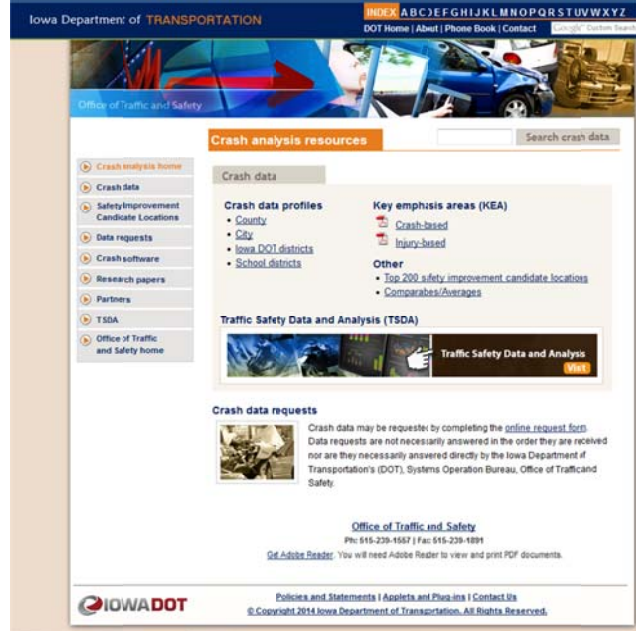 Iowa Department of TRANSPORTATION
INDEX A B C D E F G H I J K L M N O P Q R S T U V W X Y Z
DOT Home | About | Phone Book | Contact
Google™ Custom Search
Office of Traffic and Safety
Crash analysis resources
Search crash data
Crash analysis home
Crash data
Safety Improvement
Candidate Locations
Data requests
Crash software
Research papers
Partners
TSDA
Office of Traffic
and Safety home
Crash data
Crash data profiles
• County
• City
• Iowa DOT districts
• School districts
Key emphasis areas (KEA)
Crash-based
Injury-based
Other
• Top 200 safety improvement candidate locations
• Comparables/Averages
Traffic Safety Data and Analysis (TSDA)
Traffic Safety Data and Analysis
Visit
Crash data requests
Crash data may be requested by completing the online request form.
Data requests are not necessarily answered in the order they are received
nor are they necessarily answered directly by the Iowa Department of
Transportation's (DOT), Systems Operation Bureau, Office of Traffic and
Safety.
Office of Traffic and Safety
Ph: 515-239-1557 | Fax: 515-239-1891
Get Adobe Reader. You will need Adobe Reader to view and print PDF documents.
IOWADOT
Policies and Statements | Applets and Plug-ins | Contact Us
© Copyright 2014 Iowa Department of Transportation. All Rights Reserved.